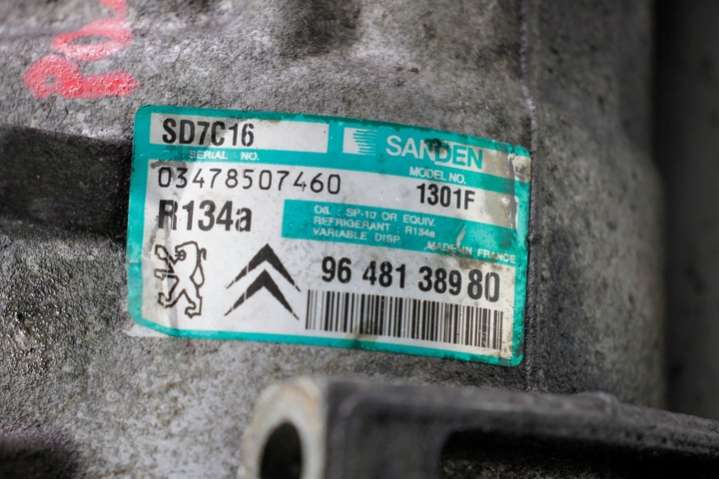 SD7C16
SANDEN
SERIAL NO.
MODEL NO.
03478507460
1301F
R134a
OIL : SP-10 OR EQUIV.
REFRIGERANT : R134a
VARIABLE DISP.
MADE IN FRANCE
96 481 389 80